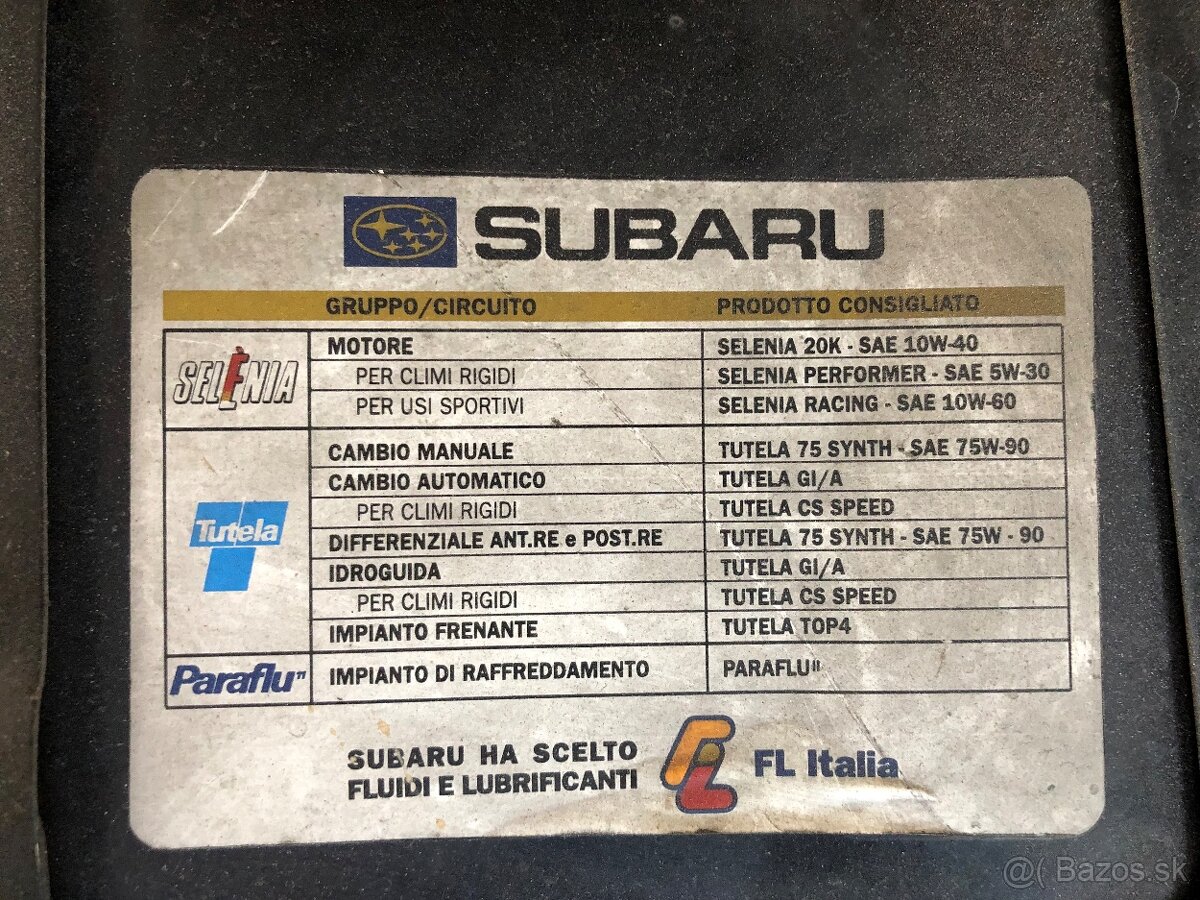 SUBARU
GRUPPO/CIRCUITO PRODOTTO CONSIGLIATO
SELENIA
MOTORE SELENIA 20K - SAE 10W-40
PER CLIMI RIGIDI SELENIA PERFORMER - SAE 5W-30
PER USI SPORTIVI SELENIA RACING - SAE 10W-60
Tutela
CAMBIO MANUALE TUTELA 75 SYNTH - SAE 75W-90
CAMBIO AUTOMATICO TUTELA GI/A
PER CLIMI RIGIDI TUTELA CS SPEED
DIFFERENZIALE ANT.RE e POST.RE TUTELA 75 SYNTH - SAE 75W - 90
IDROGUIDA TUTELA GI/A
PER CLIMI RIGIDI TUTELA CS SPEED
IMPIANTO FRENANTE TUTELA TOP4
Paraflu" IMPIANTO DI RAFFREDDAMENTO PARAFLU"
SUBARU HA SCELTO
FLUIDI E LUBRIFICANTI
FL Italia
@( Bazos.sk